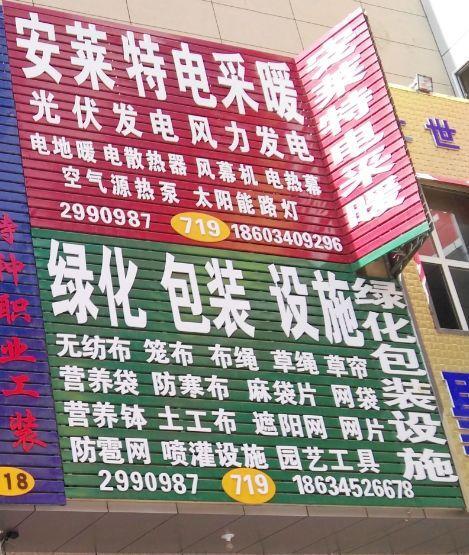 安莱特电采暖
光伏发电风力发电
电地暖 电散热器 风幕机 电热幕
空气源热泵 太阳能路灯
2990987 719 18603409296
安莱特电采暖
绿化 包装 设施
无纺布 笼布 布绳 草绳 草帘
营养袋 防寒布 麻袋片 网袋
营养钵 土工布 遮阳网 网片
防雹网 喷灌设施 园艺工具
2990987 719 18634526678
绿化包装设施
特种职业工装
18
世